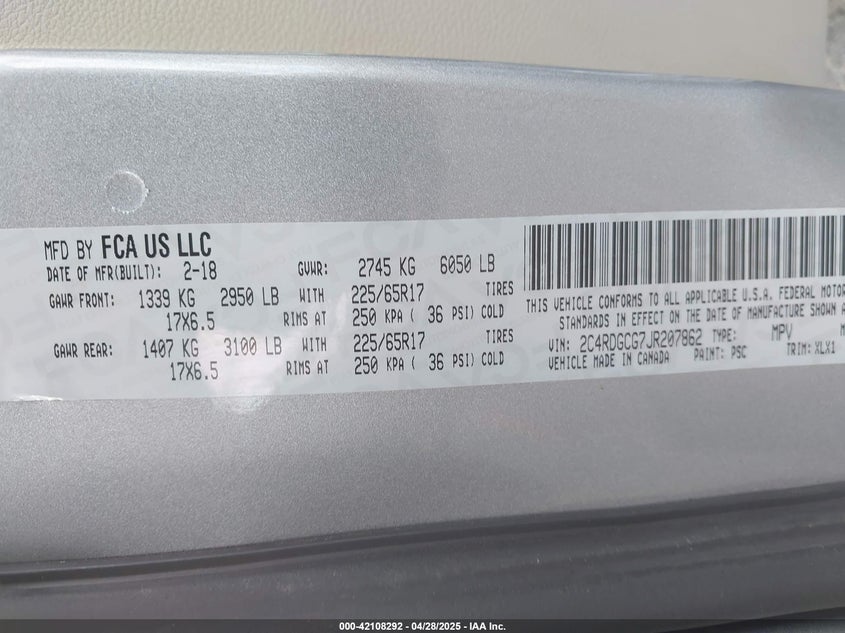 MFD BY FCA US LLC
DATE OF MFR(BUILT): 2-18 GVWR: 2745 KG 6050 LB
GAWR FRONT: 1339 KG 2950 LB WITH 225/65R17 TIRES
17X6.5 RIMS AT 250 KPA ( 36 PSI) COLD
GAWR REAR: 1407 KG 3100 LB WITH 225/65R17 TIRES
17X6.5 RIMS AT 250 KPA ( 36 PSI) COLD
THIS VEHICLE CONFORMS TO ALL APPLICABLE U.S.A. FEDERAL MOTOR
STANDARDS IN EFFECT ON THE DATE OF MANUFACTURE SHOWN A
VIN: 2C4RDGCG7JR207862 TYPE: MPV M
VEHICLE MADE IN CANADA PAINT: PSC TRIM: XLX1
000-42108292 - 04/28/2025 - IAA Inc.